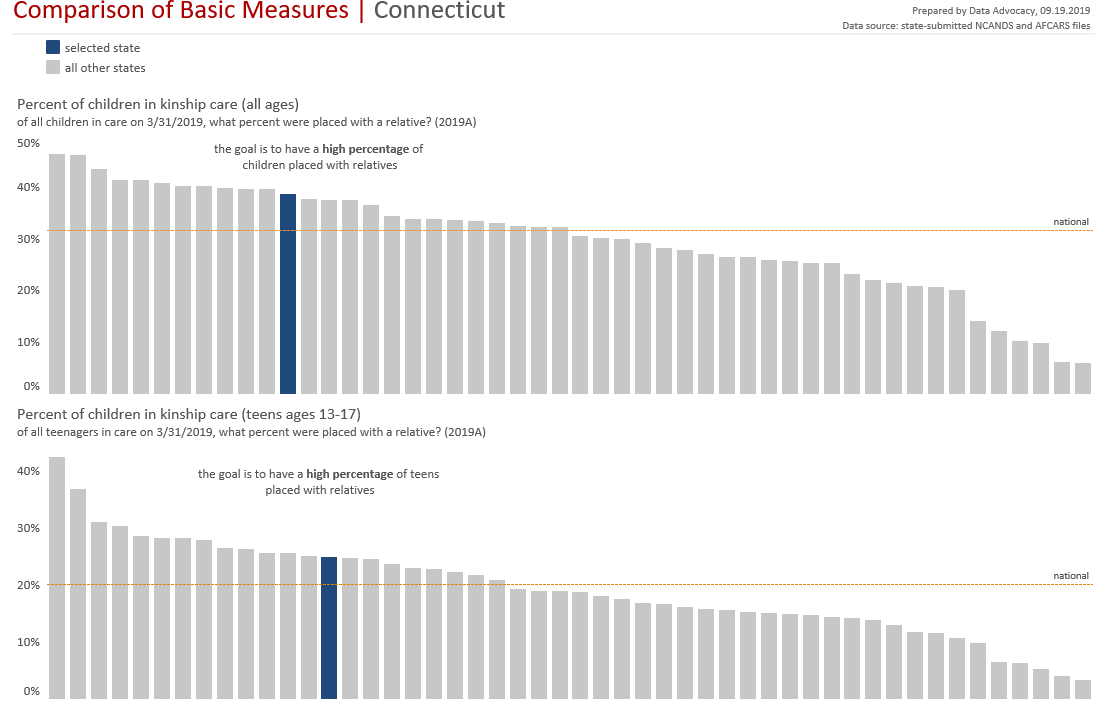 Comparison of Basic Measures | Connecticut
Prepared by Data Advocacy, 09.19.2019
Data source: state-submitted NCANDS and AFCARS files
selected state
all other states
Percent of children in kinship care (all ages)
of all children in care on 3/31/2019, what percent were placed with a relative? (2019A)
50%
the goal is to have a high percentage of
children placed with relatives
40%
national
30%
20%
10%
0%
Percent of children in kinship care (teens ages 13-17)
of all teenagers in care on 3/31/2019, what percent were placed with a relative? (2019A)
40%
the goal is to have a high percentage of teens
placed with relatives
30%
national
20%
10%
0%